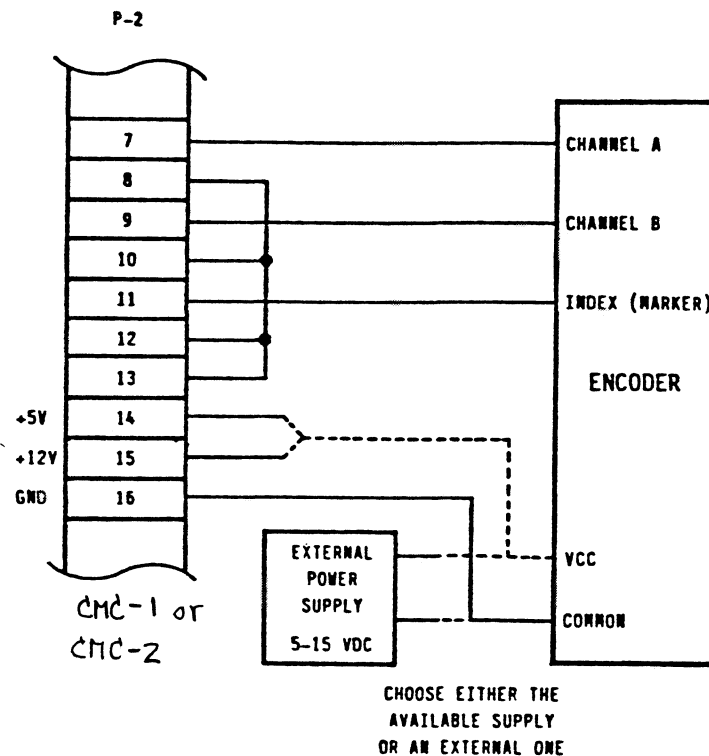 P-2
7
8
9
10
11
12
13
+5V 14
+12V 15
GND 16
CMC-1 or
CMC-2
CHANNEL A
CHANNEL B
INDEX (MARKER)
ENCODER
VCC
COMMON
EXTERNAL
POWER
SUPPLY
5-15 VDC
CHOOSE EITHER THE
AVAILABLE SUPPLY
OR AN EXTERNAL ONE